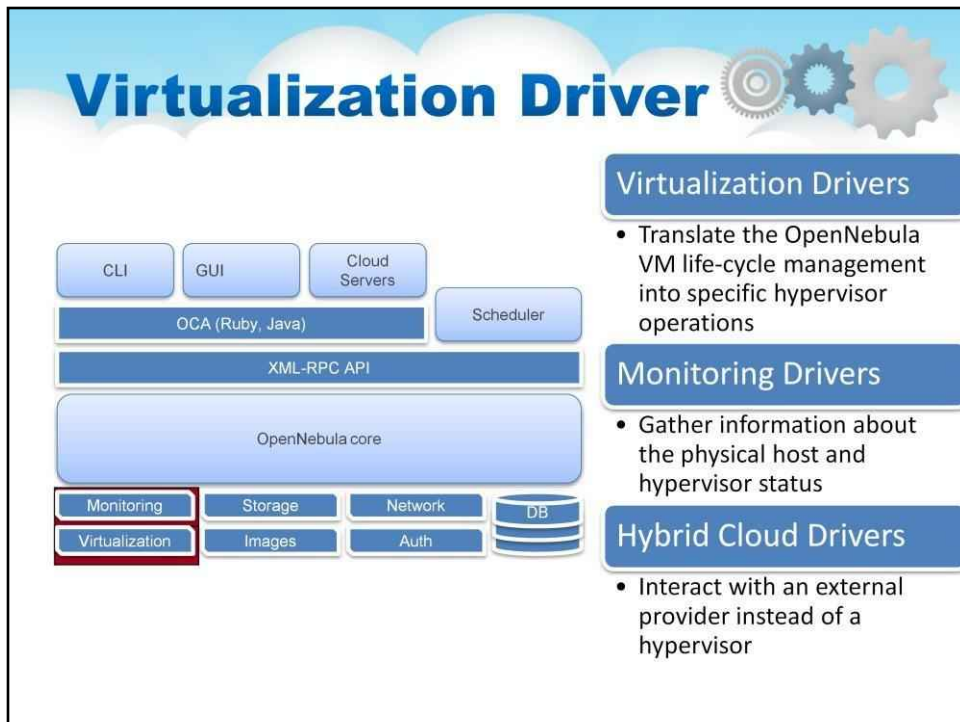 Virtualization Driver
CLI
GUI
Cloud
Servers
Scheduler
OCA (Ruby, Java)
XML-RPC API
OpenNebula core
Monitoring
Storage
Network
DB
Virtualization
Images
Auth
Virtualization Drivers
• Translate the OpenNebula
VM life-cycle management
into specific hypervisor
operations
Monitoring Drivers
• Gather information about
the physical host and
hypervisor status
Hybrid Cloud Drivers
• Interact with an external
provider instead of a
hypervisor